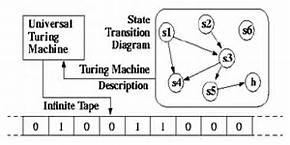 Universal
Turing
Machine
State
Transition
Diagram
s1
s2
s6
s3
s4
s5
h
Turing Machine
Description
Infinite Tape
0 1 0 0 1 1 0 0 0